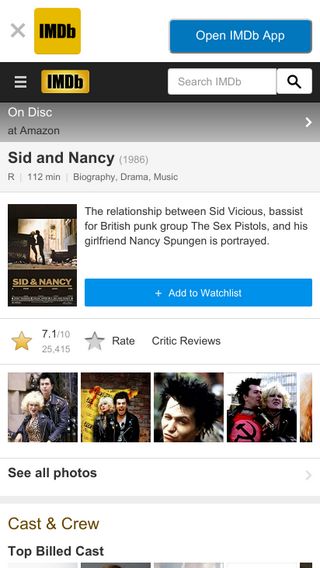 IMDb
Open IMDb App
IMDb
Search IMDb
On Disc
at Amazon
Sid and Nancy (1986)
R | 112 min | Biography, Drama, Music
The relationship between Sid Vicious, bassist
for British punk group The Sex Pistols, and his
girlfriend Nancy Spungen is portrayed.
SID & NANCY
+ Add to Watchlist
7.1/10
25,415
Rate
Critic Reviews
See all photos
Cast & Crew
Top Billed Cast